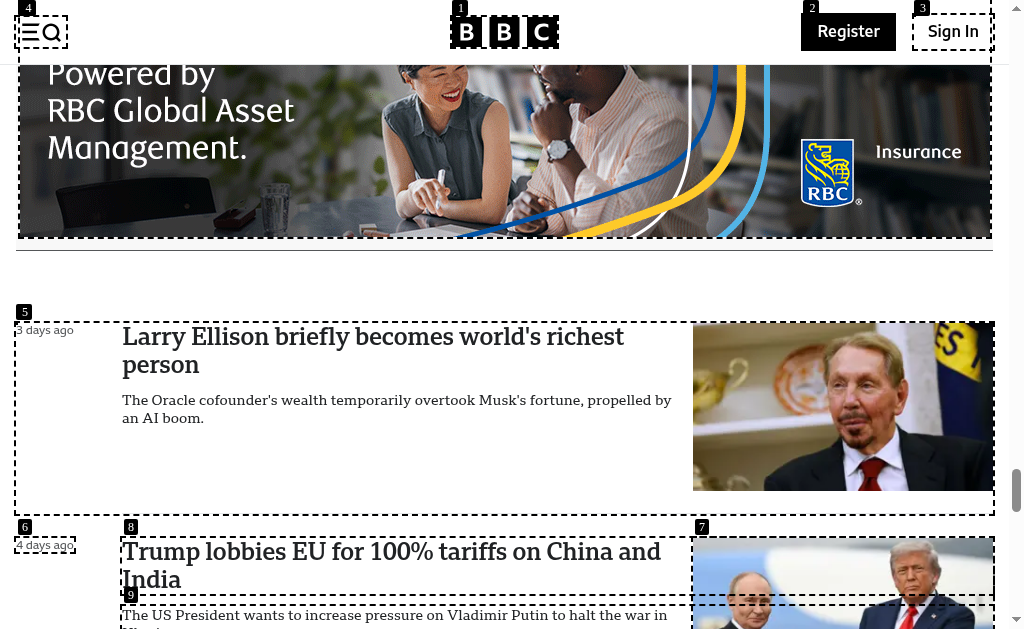 4
1
2
3
BBC
Register
Sign In
Powered by
RBC Global Asset
Management.
Insurance
RBC
®
5
3 days ago
Larry Ellison briefly becomes world's richest
person
The Oracle cofounder's wealth temporarily overtook Musk's fortune, propelled by
an AI boom.
ES
6
8
7
4 days ago
Trump lobbies EU for 100% tariffs on China and
India
9
The US President wants to increase pressure on Vladimir Putin to halt the war in